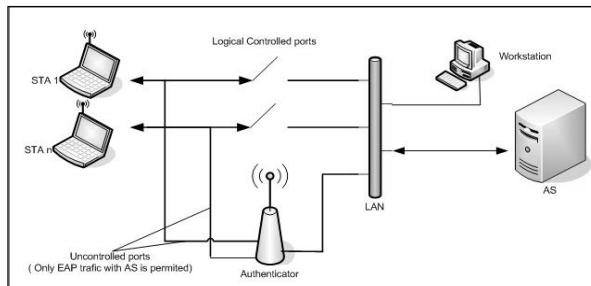 Logical Controlled ports
Workstation
STA 1
STA n
AS
LAN
Uncontrolled ports
( Only EAP trafic with AS is permited)
Authenticator